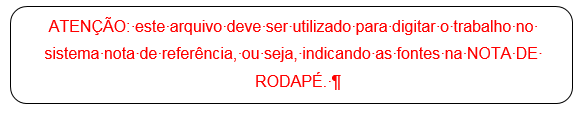 ATENÇÃO: este arquivo deve ser utilizado para digitar o trabalho no
sistema nota de referência, ou seja, indicando as fontes na NOTA DE
RODAPÉ. ¶